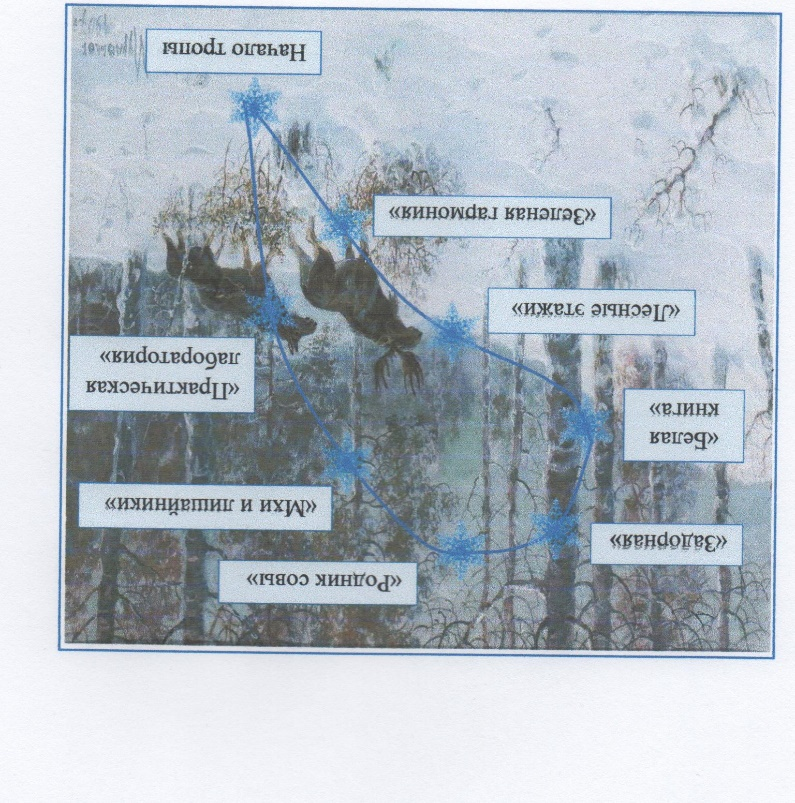 «Родник совы»
«Задорная»
«Мхи и лишайники»
«Белая
книга»
«Практическая
лаборатория»
«Лесные этажи»
«Зеленая гармония»
Начало тропы